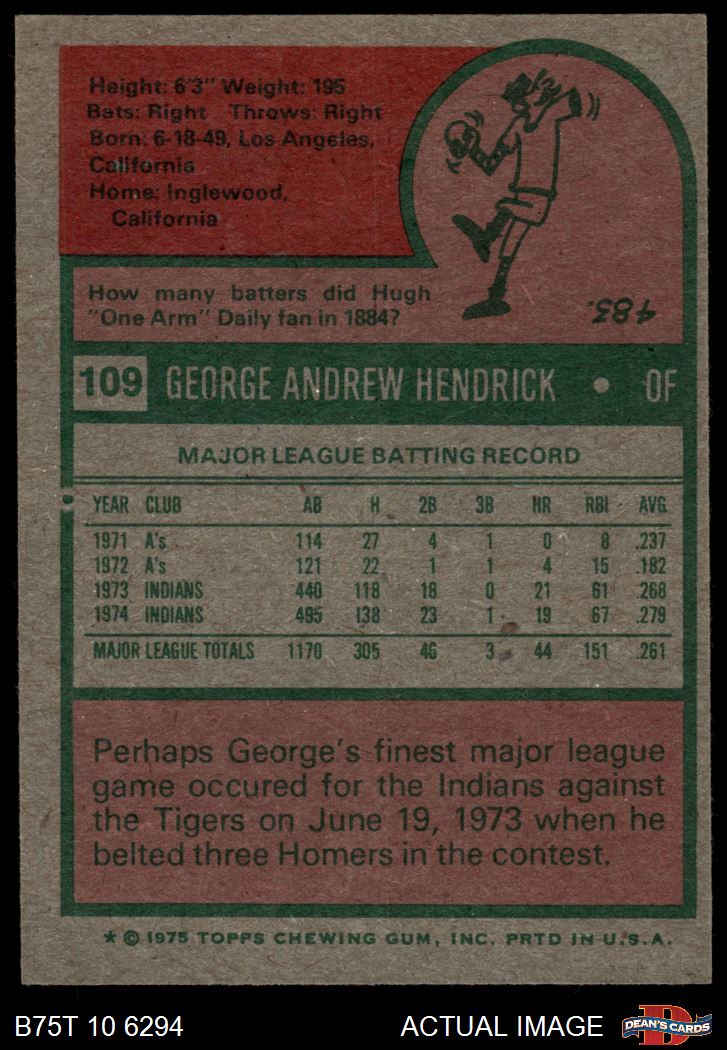 Height: 6'3" Weight: 195
Bats: Right Throws: Right
Born: 6-18-49, Los Angeles,
California
Home: Inglewood,
California
How many batters did Hugh
"One Arm" Daily fan in 1884?
483.
109 GEORGE ANDREW HENDRICK • OF
MAJOR LEAGUE BATTING RECORD
YEAR CLUB AB H 2B 3B HR RBI AVG.
1971 A's 114 27 4 1 0 8 .237
1972 A's 121 22 1 1 4 15 .182
1973 INDIANS 440 118 18 0 21 61 .268
1974 INDIANS 495 138 23 1 19 67 .279
MAJOR LEAGUE TOTALS 1170 305 46 3 44 151 .261
Perhaps George's finest major league
game occured for the Indians against
the Tigers on June 19, 1973 when he
belted three Homers in the contest.
* © 1975 TOPPS CHEWING GUM, INC. PRTD IN U.S.A.
B75T 10 6294 ACTUAL IMAGE DEAN'S CARDS